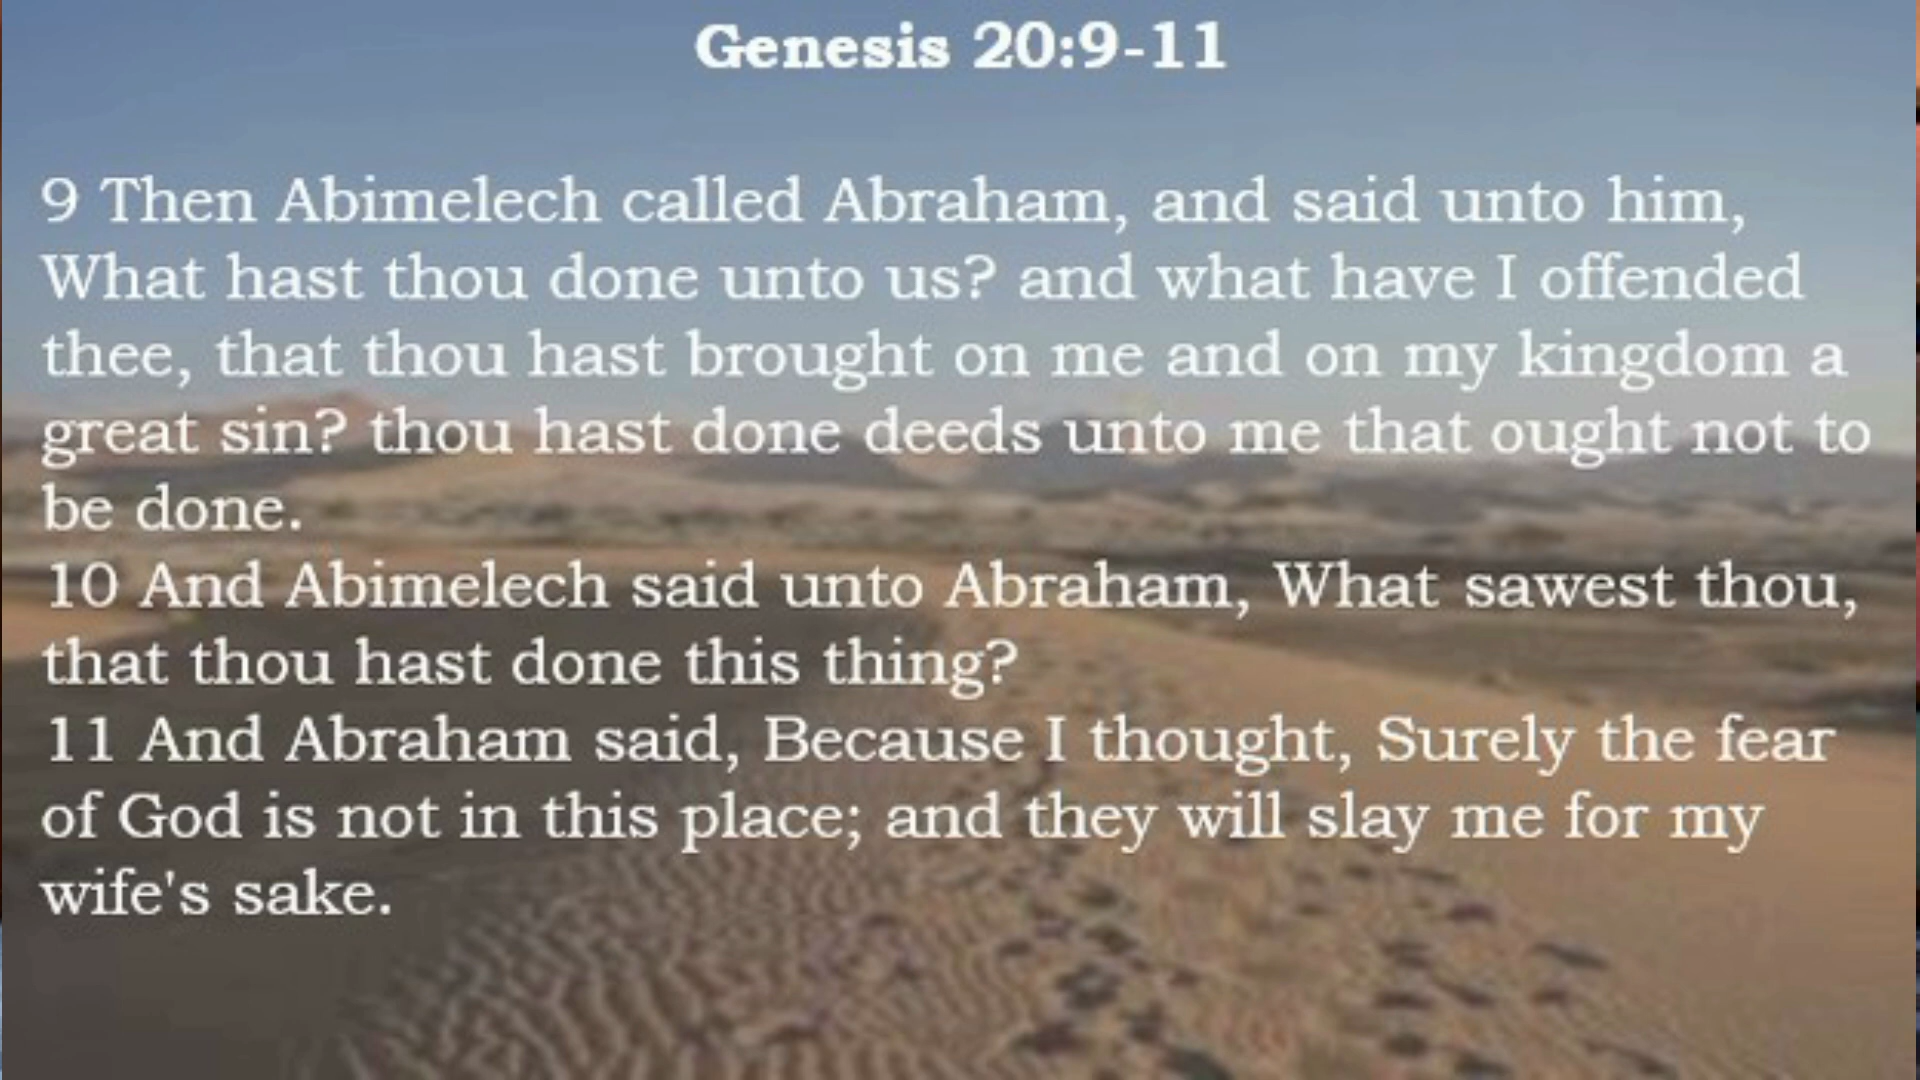 Genesis 20:9-11
9 Then Abimelech called Abraham, and said unto him,
What hast thou done unto us? and what have I offended
thee, that thou hast brought on me and on my kingdom a
great sin? thou hast done deeds unto me that ought not to
be done.
10 And Abimelech said unto Abraham, What sawest thou,
that thou hast done this thing?
11 And Abraham said, Because I thought, Surely the fear
of God is not in this place; and they will slay me for my
wife's sake.